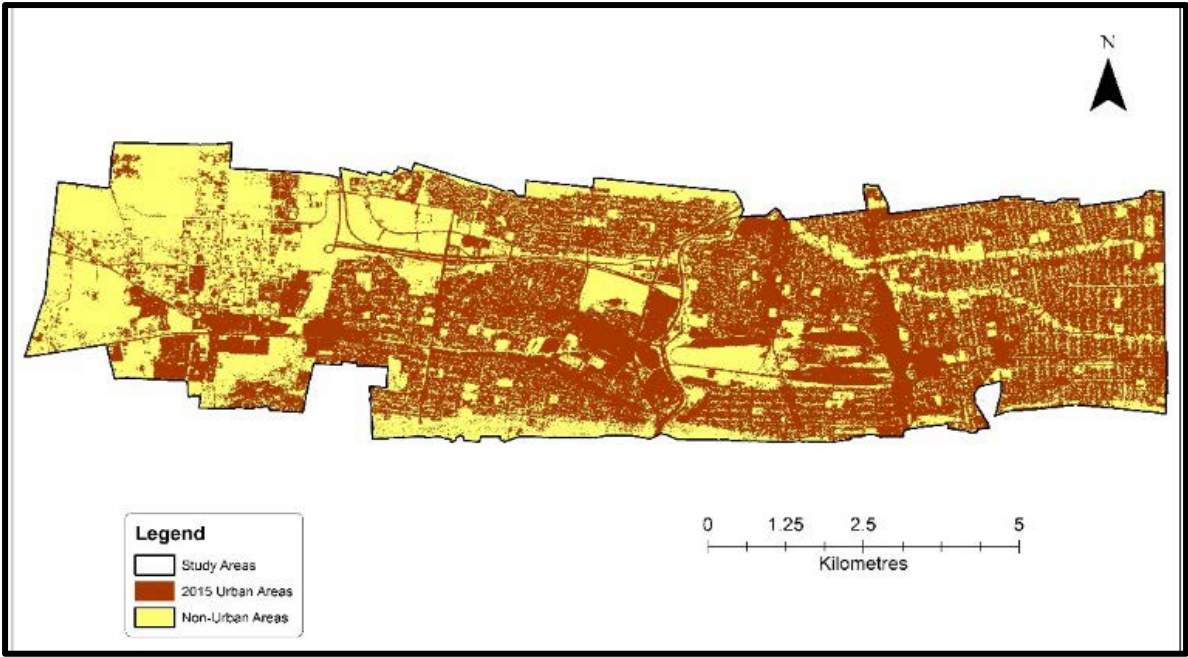 N
Legend
Study Areas
2015 Urban Areas
Non-Urban Areas
0 1.25 2.5 5
Kilometres